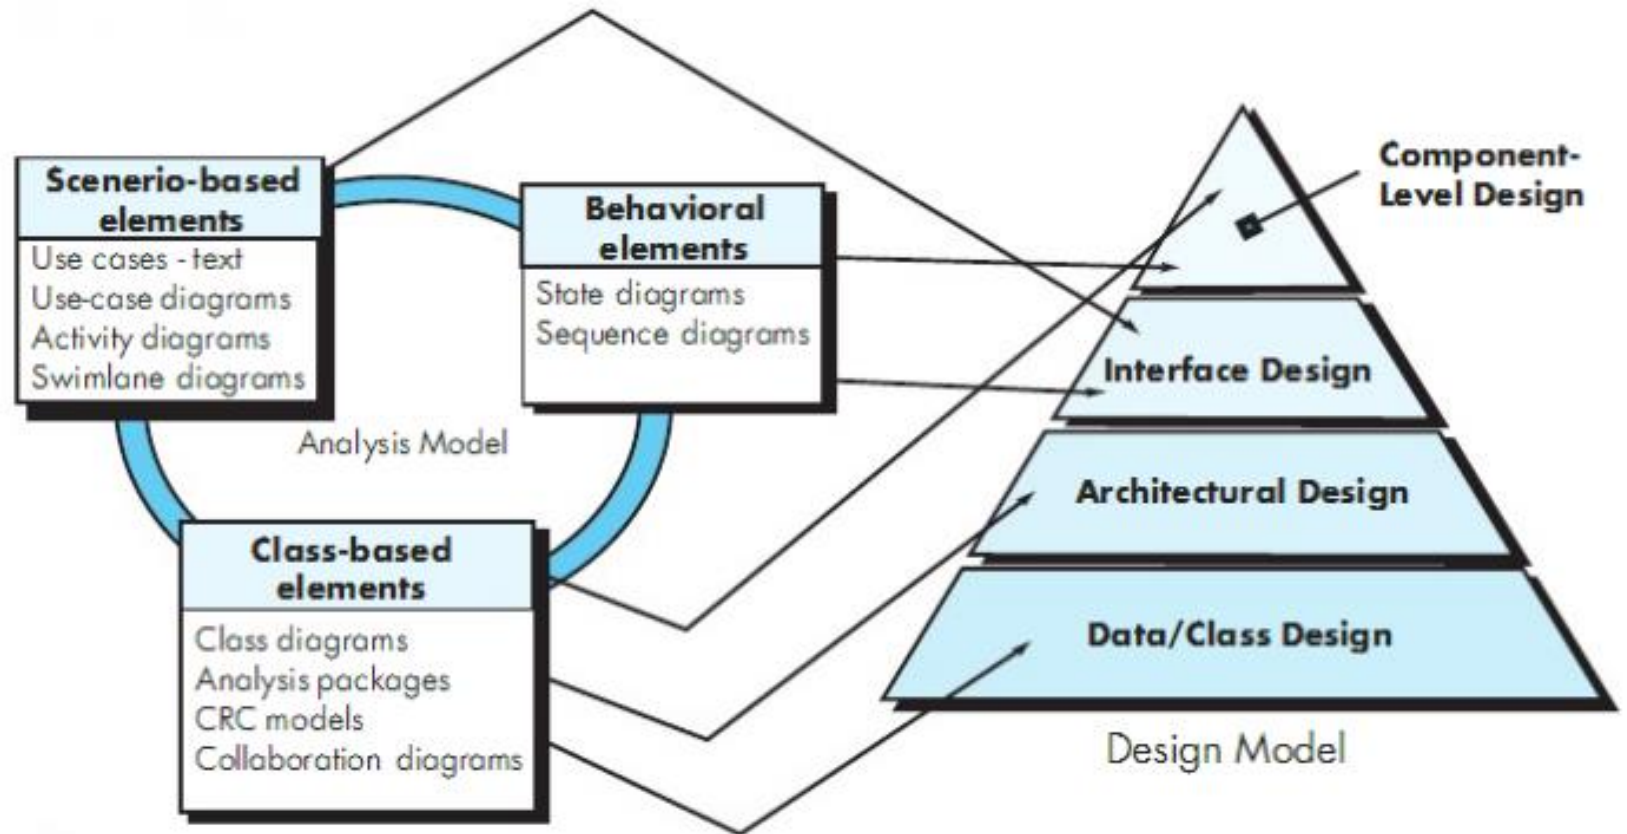 Scenerio-based
elements
Use cases - text
Use-case diagrams
Activity diagrams
Swimlane diagrams
Behavioral
elements
State diagrams
Sequence diagrams
Analysis Model
Class-based
elements
Class diagrams
Analysis packages
CRC models
Collaboration diagrams
Component-
Level Design
Interface Design
Architectural Design
Data/Class Design
Design Model